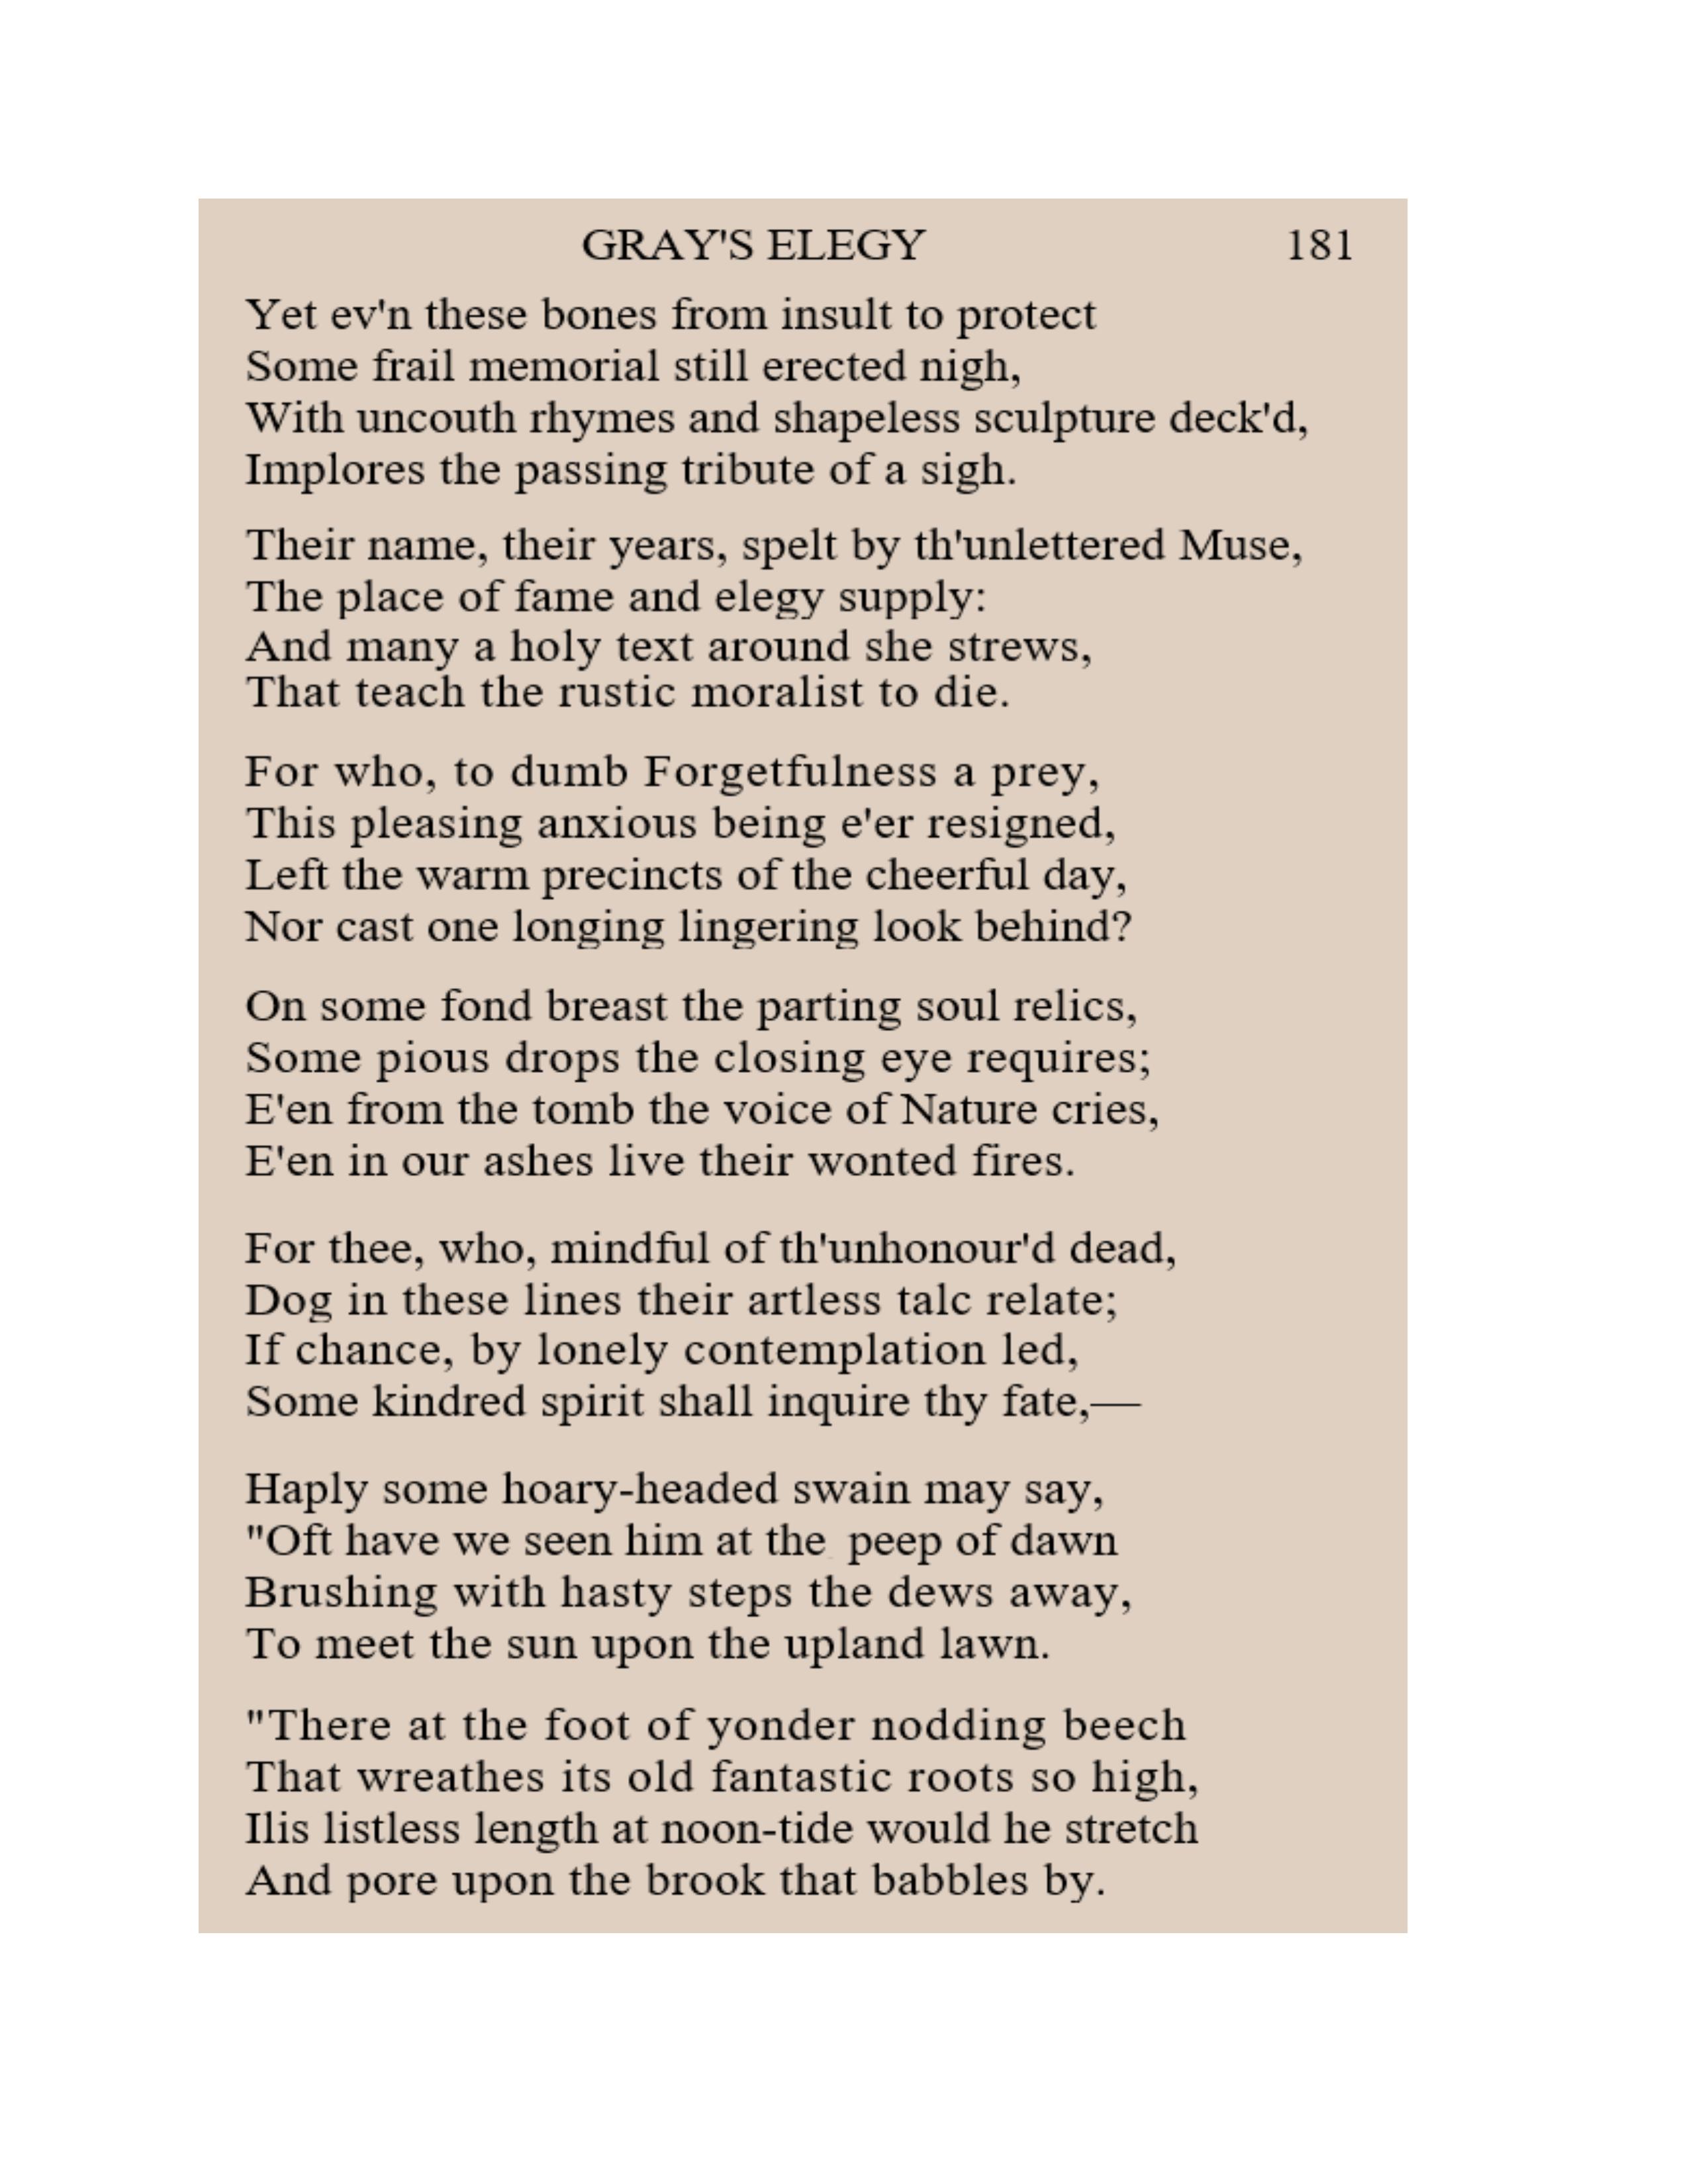 GRAY'S ELEGY 181
Yet ev'n these bones from insult to protect
Some frail memorial still erected nigh,
With uncouth rhymes and shapeless sculpture deck'd,
Implores the passing tribute of a sigh.
Their name, their years, spelt by th'unlettered Muse,
The place of fame and elegy supply:
And many a holy text around she strews,
That teach the rustic moralist to die.
For who, to dumb Forgetfulness a prey,
This pleasing anxious being e'er resigned,
Left the warm precincts of the cheerful day,
Nor cast one longing lingering look behind?
On some fond breast the parting soul relics,
Some pious drops the closing eye requires;
E'en from the tomb the voice of Nature cries,
E'en in our ashes live their wonted fires.
For thee, who, mindful of th'unhonour'd dead,
Dog in these lines their artless talc relate;
If chance, by lonely contemplation led,
Some kindred spirit shall inquire thy fate,—
Haply some hoary-headed swain may say,
"Oft have we seen him at the peep of dawn
Brushing with hasty steps the dews away,
To meet the sun upon the upland lawn.
"There at the foot of yonder nodding beech
That wreathes its old fantastic roots so high,
Ilis listless length at noon-tide would he stretch
And pore upon the brook that babbles by.